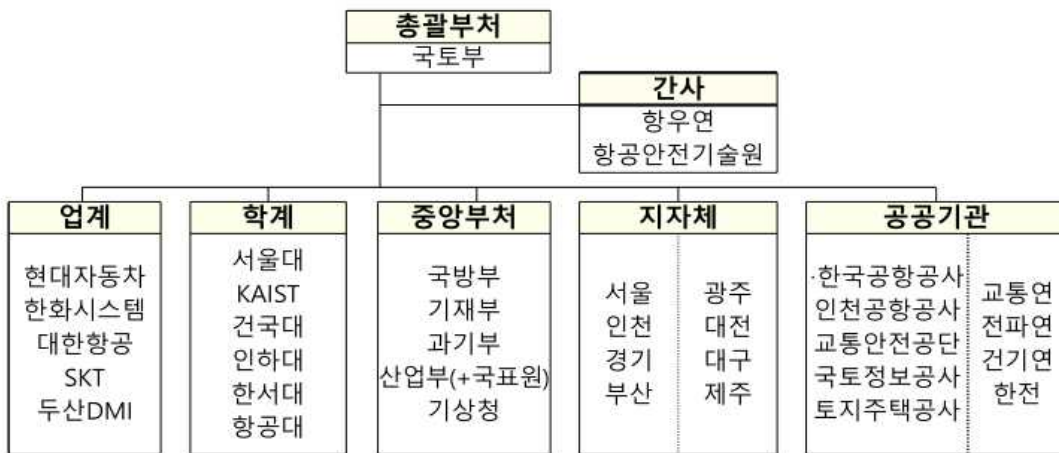 총괄부처
국토부
간사
항우연
항공안전기술원
업계
현대자동차
한화시스템
대한항공
SKT
두산DMI
학계
서울대
KAIST
건국대
인하대
한서대
항공대
중앙부처
국방부
기재부
과기부
산업부(+국표원)
기상청
지자체
서울
인천
경기
부산
광주
대전
대구
제주
공공기관
·한국공항공사
인천공항공사
교통안전공단
국토정보공사
토지주택공사
교통연
전파연
건기연
한전